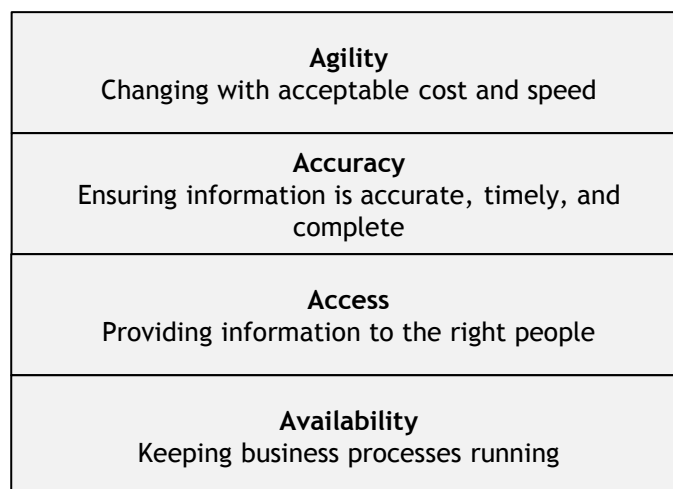 Agility
Changing with acceptable cost and speed
Accuracy
Ensuring information is accurate, timely, and
complete
Access
Providing information to the right people
Availability
Keeping business processes running